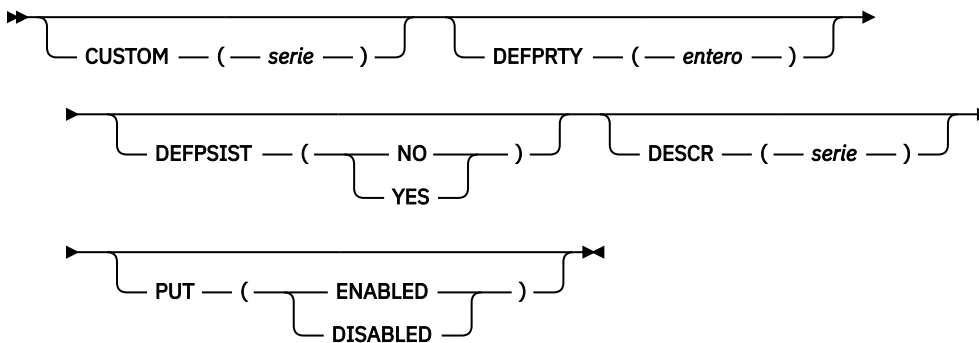 CUSTOM ( serie ) DEFPRTY ( entero )
DEFPSIST ( NO ) DESCR ( serie )
YES
PUT ( ENABLED )
DISABLED